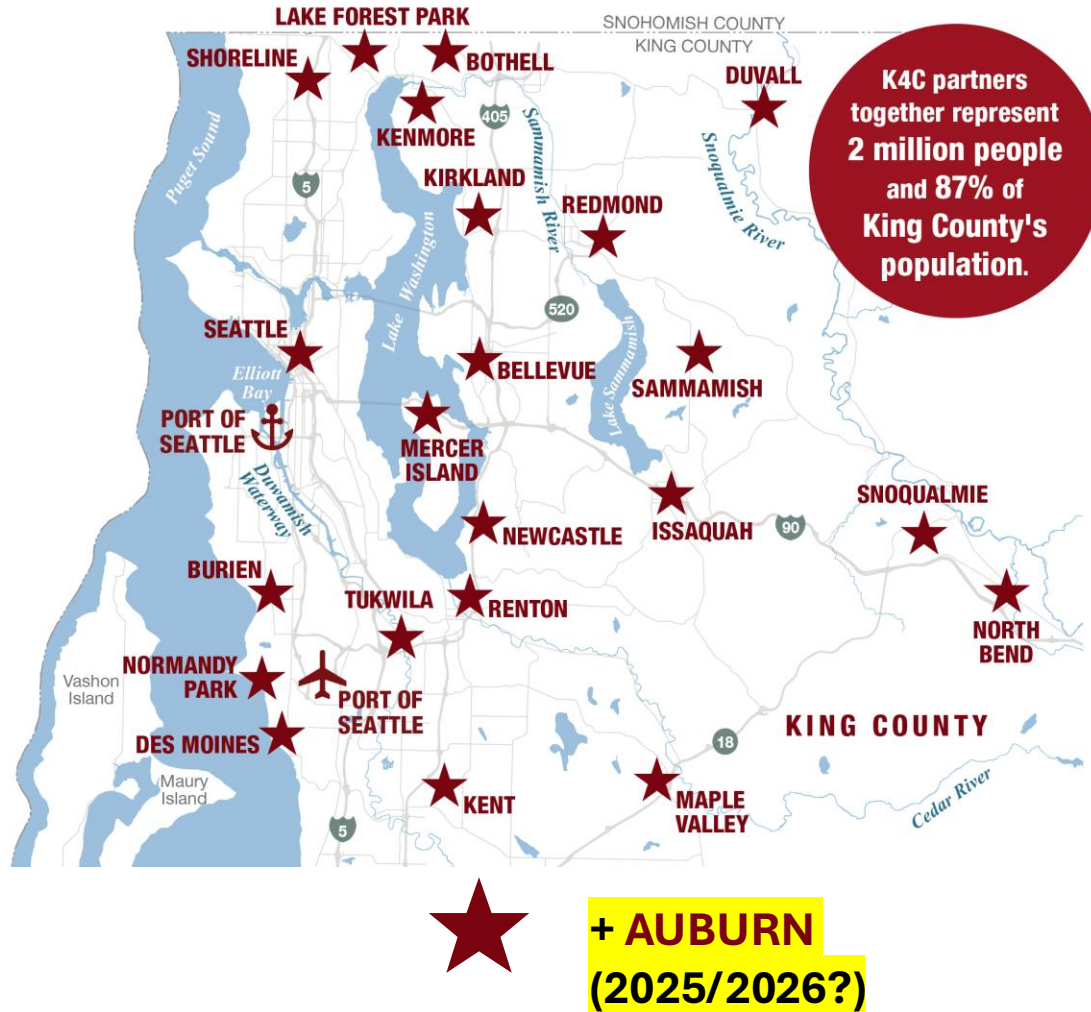 SNOHOMISH COUNTY
KING COUNTY
LAKE FOREST PARK
SHORELINE
BOTHELL
DUVALL
KENMORE
405
Sammamish River
Snoqualmie River
K4C partners
together represent
2 million people
and 87% of
King County's
population.
Puget Sound
5
KIRKLAND
REDMOND
Lake Washington
520
SEATTLE
Elliott
Bay
BELLEVUE
Lake Sammamish
SAMMAMISH
PORT OF
SEATTLE
MERCER
ISLAND
Duwamish
Waterway
NEWCASTLE
ISSAQUAH
90
SNOQUALMIE
BURIEN
TUKWILA
RENTON
NORTH
BEND
NORMANDY
PARK
Vashon
Island
PORT OF
SEATTLE
DES MOINES
KING COUNTY
18
Maury
Island
KENT
MAPLE
VALLEY
Cedar River
5
+ AUBURN
(2025/2026?)